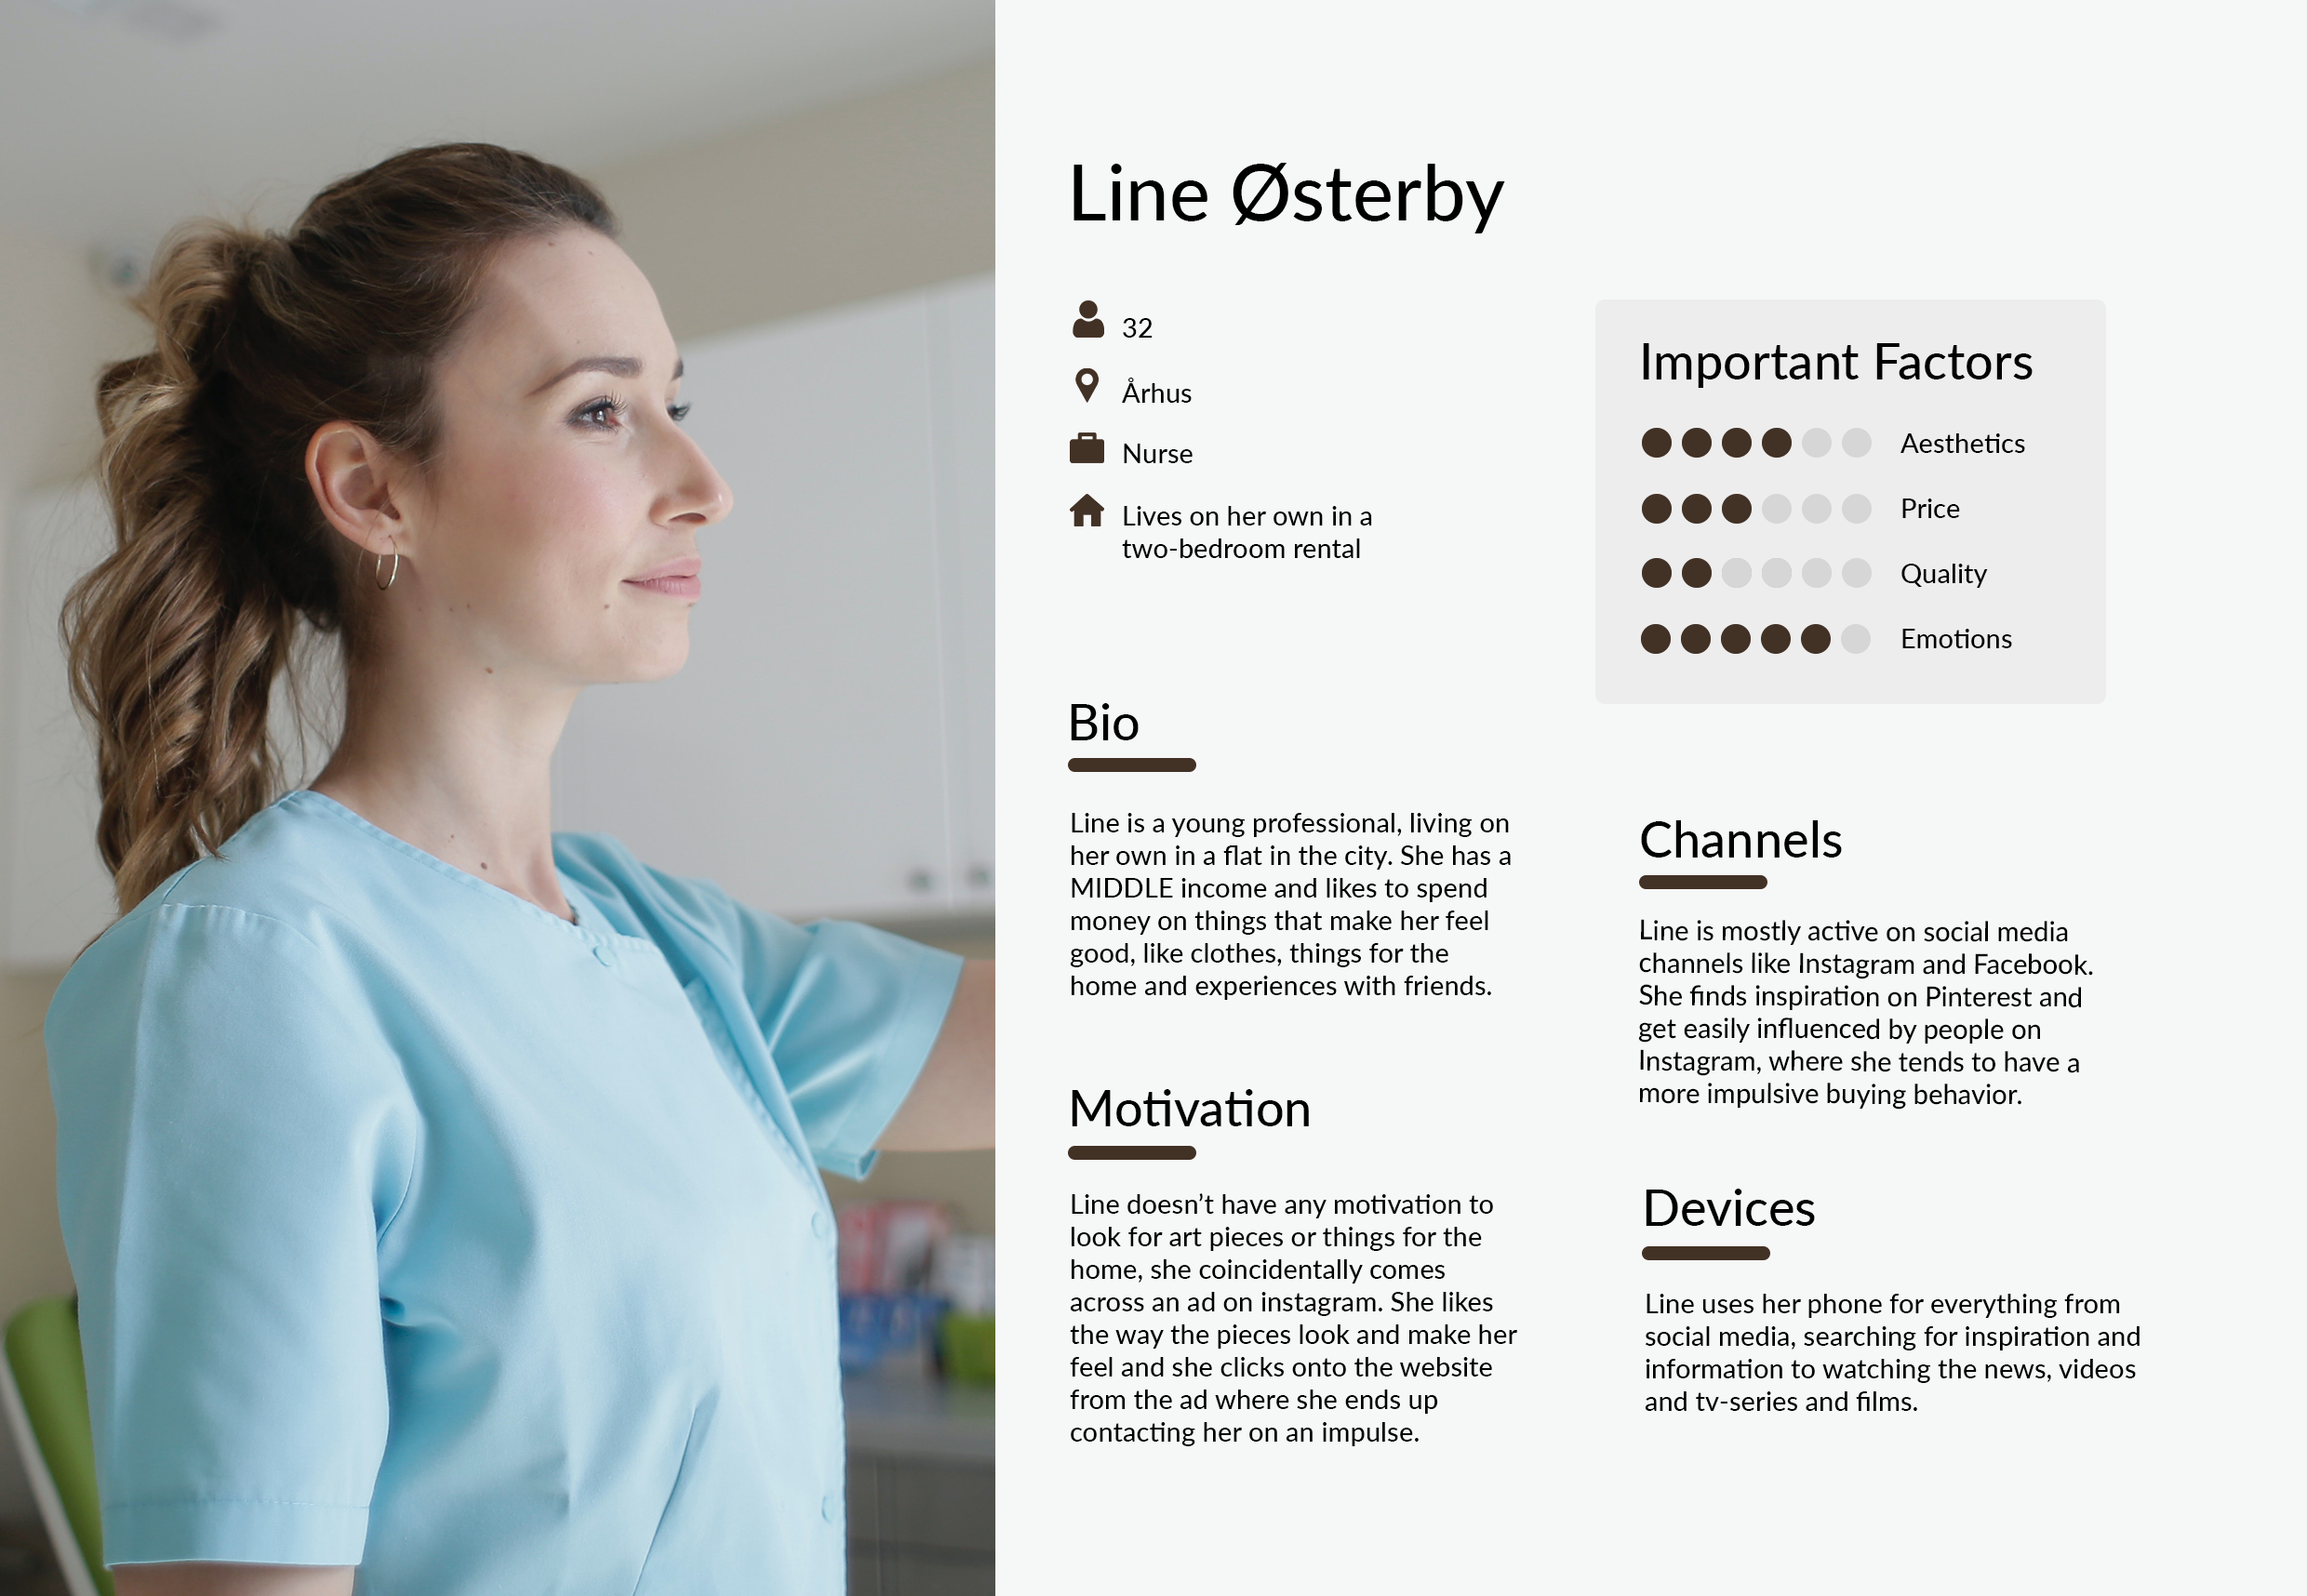 Line Østerby
32
Århus
Nurse
Lives on her own in a
two-bedroom rental
Important Factors
Aesthetics
Price
Quality
Emotions
Bio
Line is a young professional, living on
her own in a flat in the city. She has a
MIDDLE income and likes to spend
money on things that make her feel
good, like clothes, things for the
home and experiences with friends.
Motivation
Line doesn’t have any motivation to
look for art pieces or things for the
home, she coincidentally comes
across an ad on instagram. She likes
the way the pieces look and make her
feel and she clicks onto the website
from the ad where she ends up
contacting her on an impulse.
Channels
Line is mostly active on social media
channels like Instagram and Facebook.
She finds inspiration on Pinterest and
get easily influenced by people on
Instagram, where she tends to have a
more impulsive buying behavior.
Devices
Line uses her phone for everything from
social media, searching for inspiration and
information to watching the news, videos
and tv-series and films.